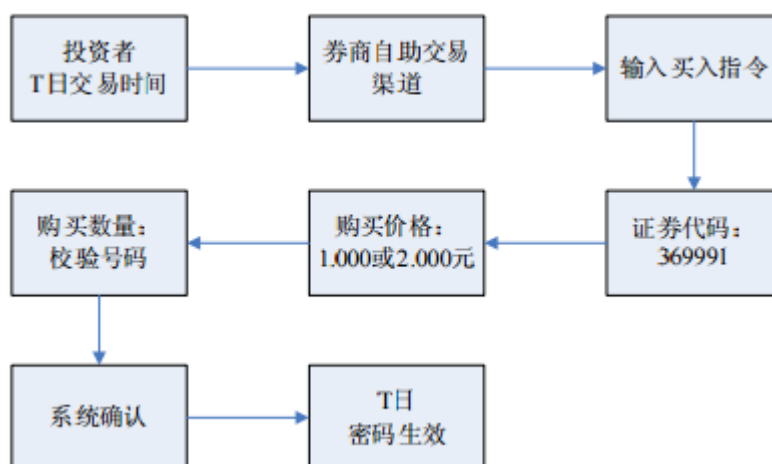 投资者
T日交易时间
券商自助交易
渠道
输入买入指令
证券代码：
369991
购买价格：
1.000或2.000元
购买数量：
校验号码
系统确认
T日
密码生效